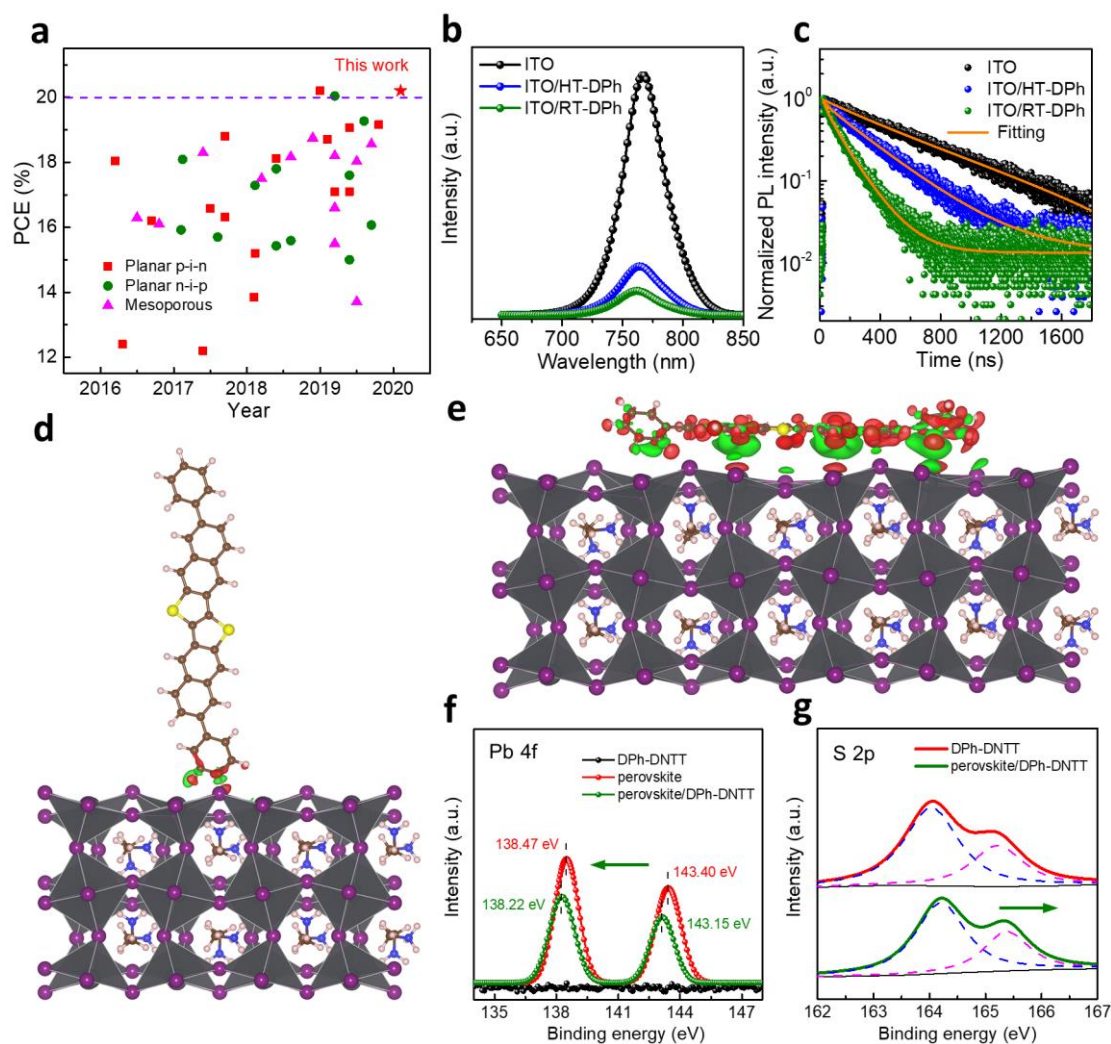 a
This work
20
18
16
14
12
PCE (%)
Planar p-i-n
Planar n-i-p
Mesoporous
2016 2017 2018 2019 2020
Year
b
ITO
ITO/HT-DPh
ITO/RT-DPh
Intensity (a.u.)
650 700 750 800 850
Wavelength (nm)
c
ITO
ITO/HT-DPh
ITO/RT-DPh
Fitting
Normalized PL intensity (a.u.)
10⁰
10⁻¹
10⁻²
0 400 800 1200 1600
Time (ns)
d
e
f
Pb 4f
DPh-DNTT
perovskite
perovskite/DPh-DNTT
138.47 eV
143.40 eV
138.22 eV
143.15 eV
Intensity (a.u.)
135 138 141 144 147
Binding energy (eV)
g
S 2p
DPh-DNTT
perovskite/DPh-DNTT
Intensity (a.u.)
162 163 164 165 166 167
Binding energy (eV)